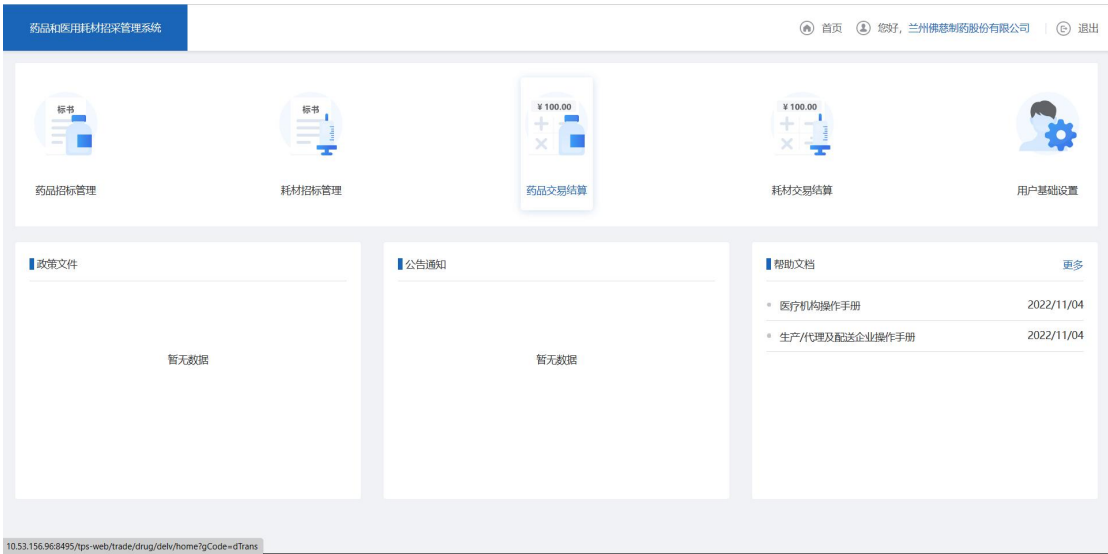 药品和医用耗材招采管理系统
首页 您好, 兰州佛慈制药股份有限公司 退出
标书 标书 ¥ 100.00 ¥ 100.00
药品招标管理 耗材招标管理 药品交易结算 耗材交易结算 用户基础设置
政策文件
暂无数据
公告通知
暂无数据
帮助文档 更多
医疗机构操作手册 2022/11/04
生产/代理及配送企业操作手册 2022/11/04
10.53.156.96:8495/tps-web/trade/drug/delv/home?gCode=dTrans